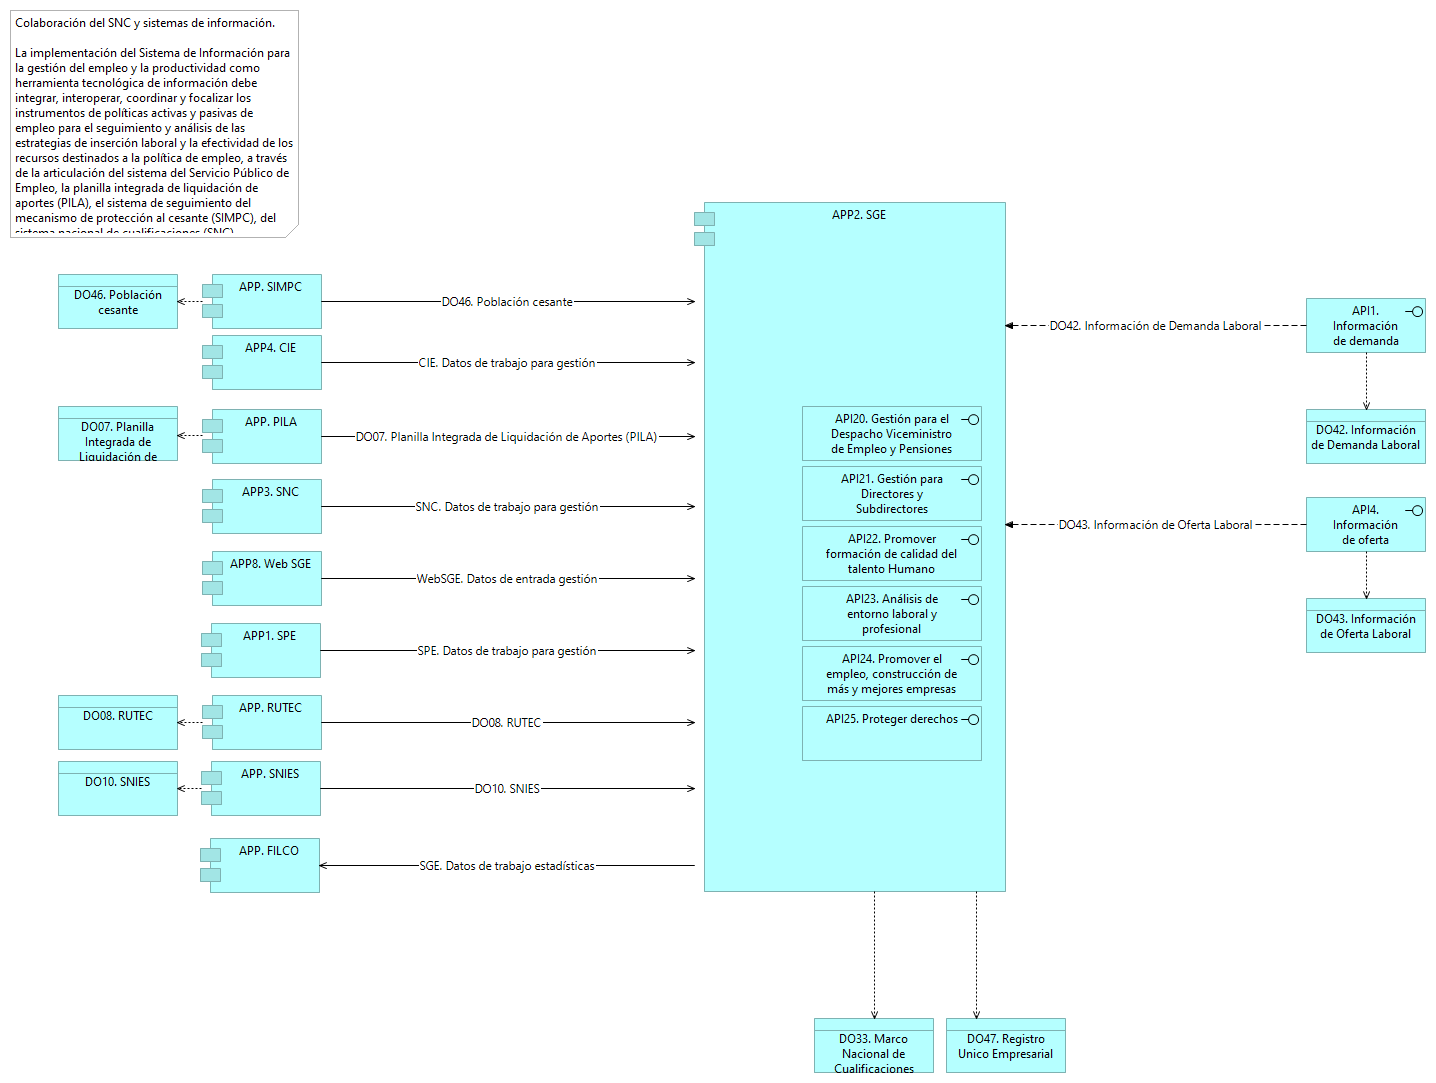 Colaboración del SNC y sistemas de información.
La implementación del Sistema de Información para
la gestión del empleo y la productividad como
herramienta tecnológica de información debe
integrar, interoperar, coordinar y focalizar los
instrumentos de políticas activas y pasivas de
empleo para el seguimiento y análisis de las
estrategias de inserción laboral y la efectividad de los
recursos destinados a la política de empleo, a través
de la articulación del sistema del Servicio Público de
Empleo, la planilla integrada de liquidación de
aportes (PILA), el sistema de seguimiento del
mecanismo de protección al cesante (SIMPC), del
sistema nacional de cualificaciones (SNC)
APP2. SGE
DO46. Población
cesante
APP. SIMPC
DO46. Población cesante
APP4. CIE
CIE. Datos de trabajo para gestión
DO07. Planilla
Integrada de
Liquidación de
APP. PILA
DO07. Planilla Integrada de Liquidación de Aportes (PILA)
APP3. SNC
SNC. Datos de trabajo para gestión
APP8. Web SGE
WebSGE. Datos de entrada gestión
APP1. SPE
SPE. Datos de trabajo para gestión
DO08. RUTEC
APP. RUTEC
DO08. RUTEC
DO10. SNIES
APP. SNIES
DO10. SNIES
APP. FILCO
SGE. Datos de trabajo estadísticas
API20. Gestión para el
Despacho Viceministro
de Empleo y Pensiones
API21. Gestión para
Directores y
Subdirectores
API22. Promover
formación de calidad del
talento Humano
API23. Análisis de
entorno laboral y
profesional
API24. Promover el
empleo, construcción de
más y mejores empresas
API25. Proteger derechos
DO42. Información de Demanda Laboral
API1.
Información
de demanda
DO42. Información
de Demanda Laboral
DO43. Información de Oferta Laboral
API4.
Información
de oferta
DO43. Información
de Oferta Laboral
DO33. Marco
Nacional de
Cualificaciones
DO47. Registro
Unico Empresarial